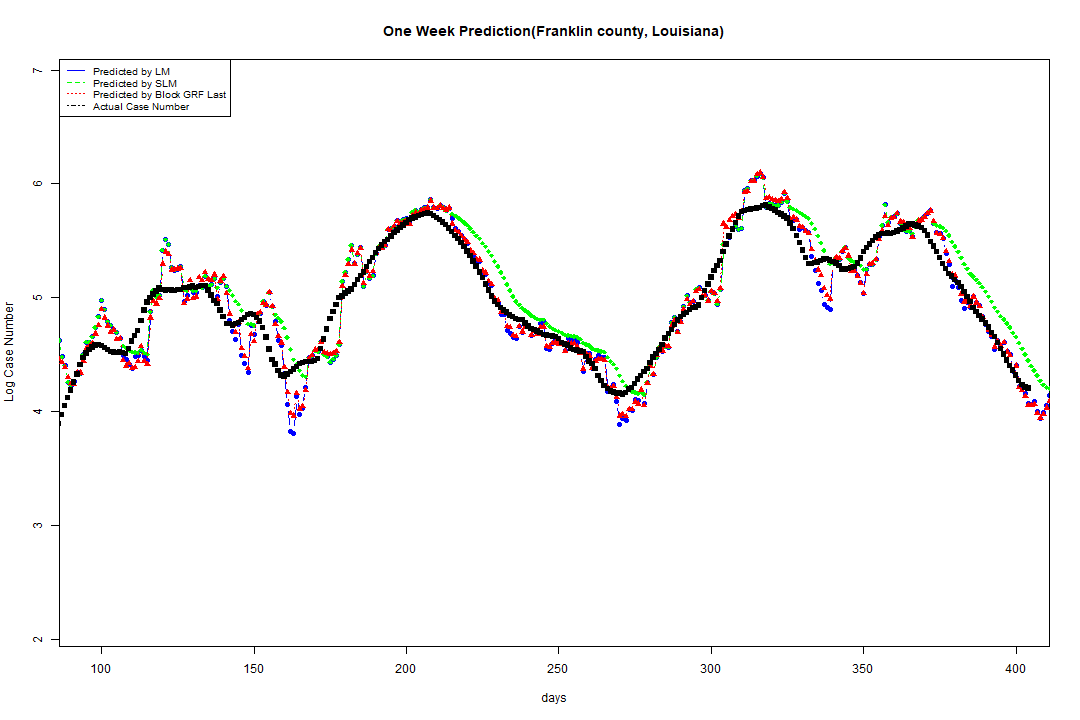 One Week Prediction(Franklin county, Louisiana)
Predicted by LM
Predicted by SLM
Predicted by Block GRF Last
Actual Case Number
7
6
5
4
3
2
Log Case Number
100 150 200 250 300 350 400
days